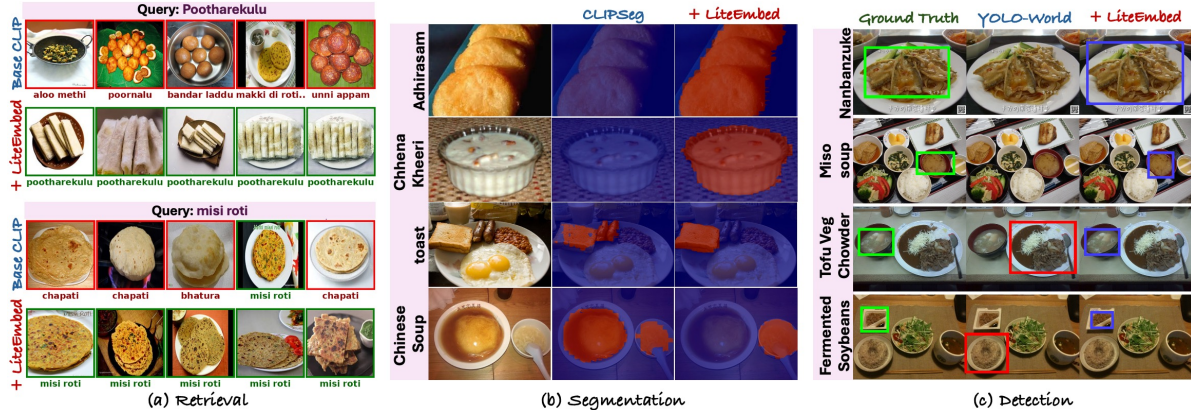 Query: Pootharekulu
Base CLIP
aloo methi poornalu bandar laddu makki di roti.. unni appam
+ LiteEmbed
pootharekulu pootharekulu pootharekulu pootharekulu pootharekulu
Query: misi roti
Base CLIP
chapati chapati bhatura misi roti chapati
+ LiteEmbed
misi roti misi roti misi roti misi roti misi roti
(a) Retrieval
CLIPSeg + LiteEmbed
Adhirasam
Chhena
Kheeri
toast
Chinese
Soup
(b) Segmentation
Ground Truth YOLO-World + LiteEmbed
Nanbanzuke
Miso
soup
Tofu Veg
Chowder
Fermented
Soybeans
(c) Detection